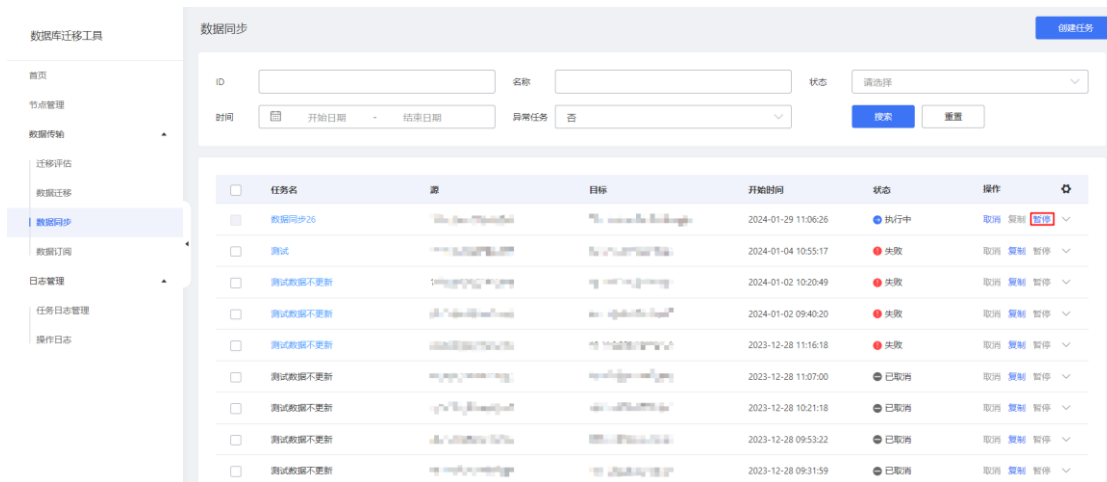 数据库迁移工具
首页
节点管理
数据传输
迁移评估
数据迁移
数据同步
数据订阅
日志管理
任务日志管理
操作日志
数据同步 创建任务
ID 名称 状态 请选择
时间 开始日期 - 结束日期 异常任务 否 搜索 重置
任务名 源 目标 开始时间 状态 操作
数据同步26 2024-01-29 11:06:26 执行中 取消 复制 暂停
测试 2024-01-04 10:55:17 失败 取消 复制 暂停
测试数据不更新 2024-01-02 10:20:49 失败 取消 复制 暂停
测试数据不更新 2024-01-02 09:40:20 失败 取消 复制 暂停
测试数据不更新 2023-12-28 11:16:18 失败 取消 复制 暂停
测试数据不更新 2023-12-28 11:07:00 已取消 取消 复制 暂停
测试数据不更新 2023-12-28 10:21:18 已取消 取消 复制 暂停
测试数据不更新 2023-12-28 09:53:22 已取消 取消 复制 暂停
测试数据不更新 2023-12-28 09:31:59 已取消 取消 复制 暂停